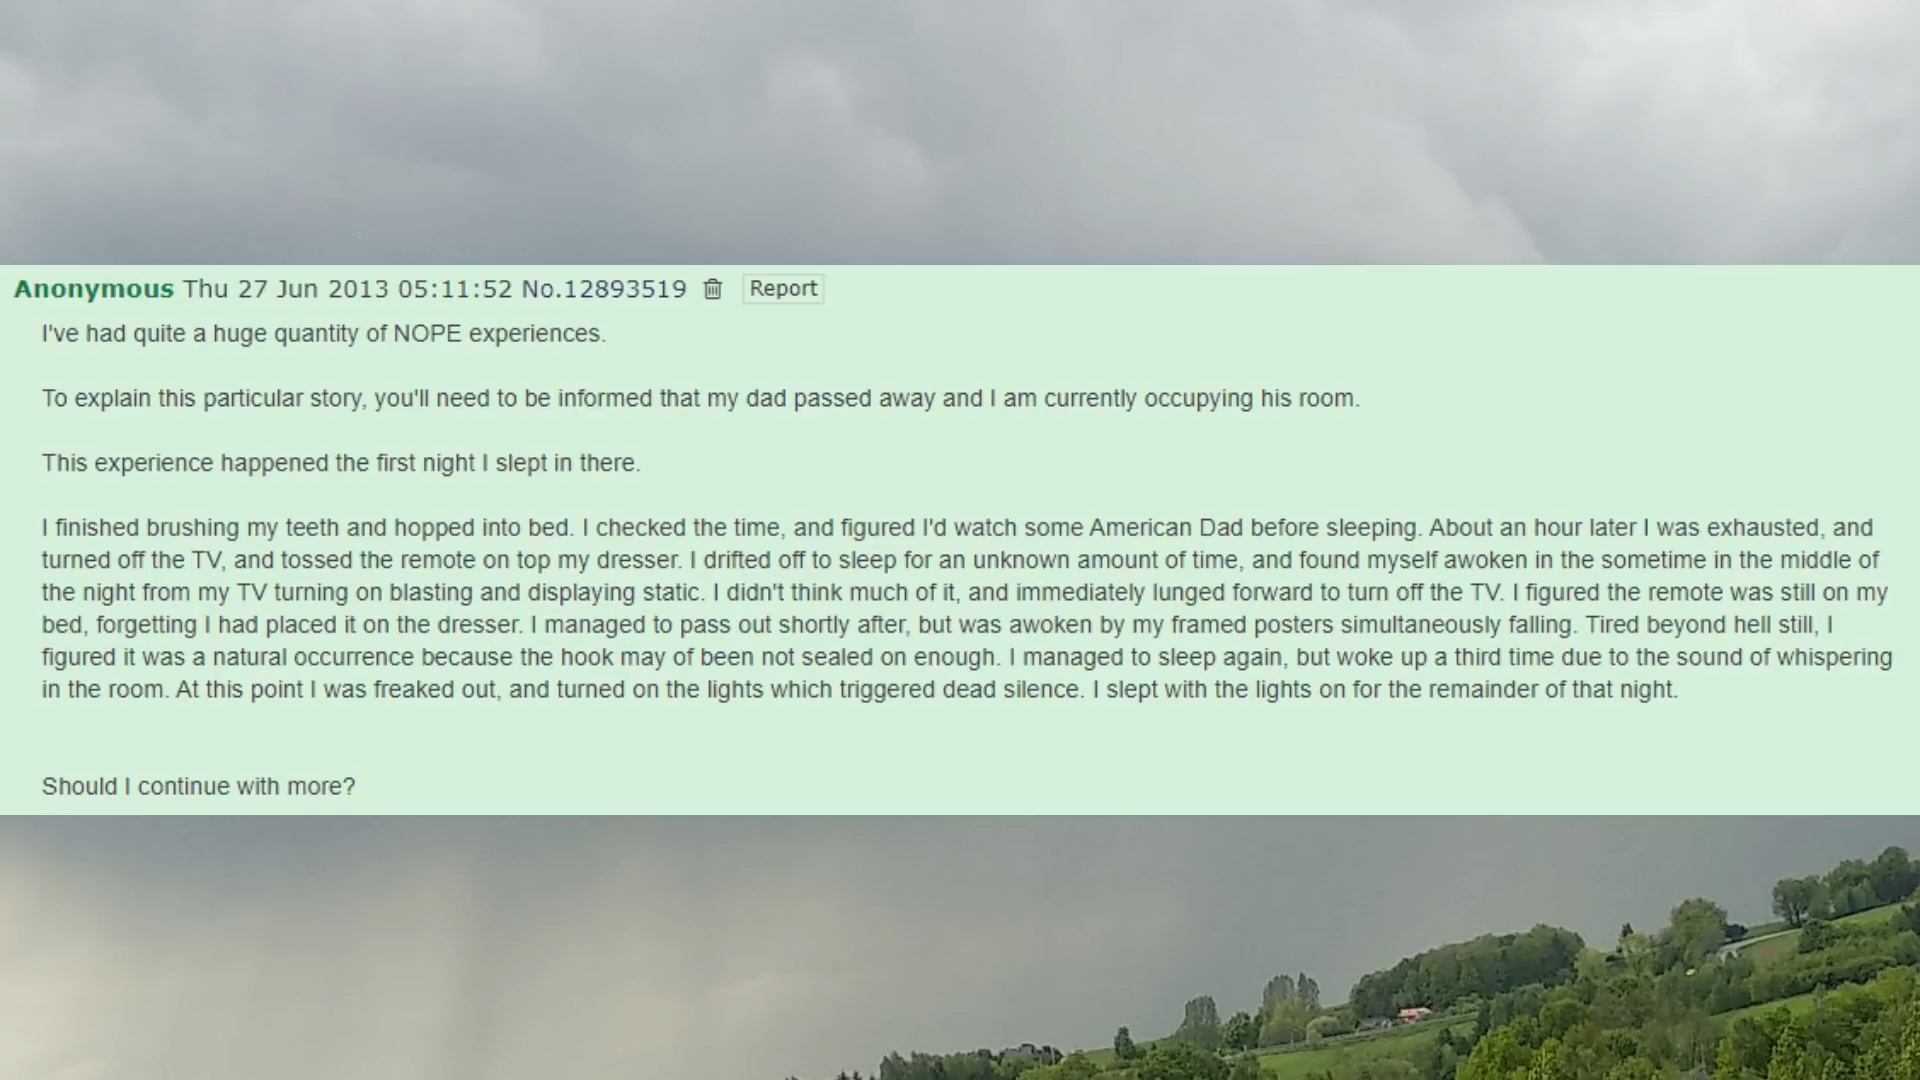 Anonymous Thu 27 Jun 2013 05:11:52 No.12893519 Report
I've had quite a huge quantity of NOPE experiences.
To explain this particular story, you'll need to be informed that my dad passed away and I am currently occupying his room.
This experience happened the first night I slept in there.
I finished brushing my teeth and hopped into bed. I checked the time, and figured I'd watch some American Dad before sleeping. About an hour later I was exhausted, and
turned off the TV, and tossed the remote on top my dresser. I drifted off to sleep for an unknown amount of time, and found myself awoken in the sometime in the middle of
the night from my TV turning on blasting and displaying static. I didn't think much of it, and immediately lunged forward to turn off the TV. I figured the remote was still on my
bed, forgetting I had placed it on the dresser. I managed to pass out shortly after, but was awoken by my framed posters simultaneously falling. Tired beyond hell still, I
figured it was a natural occurrence because the hook may of been not sealed on enough. I managed to sleep again, but woke up a third time due to the sound of whispering
in the room. At this point I was freaked out, and turned on the lights which triggered dead silence. I slept with the lights on for the remainder of that night.
Should I continue with more?